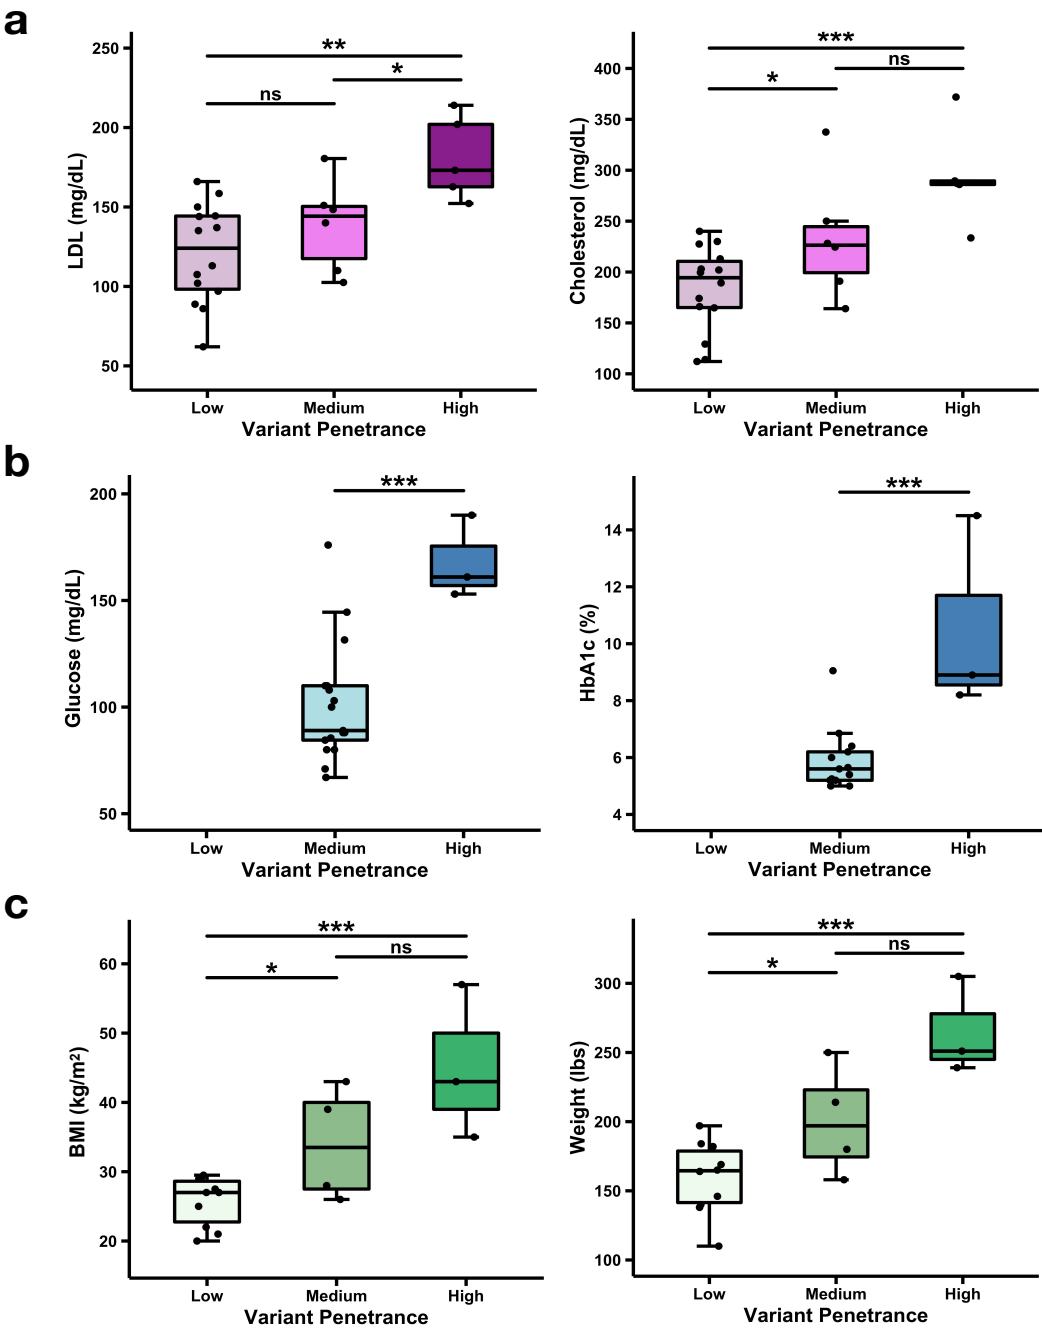 a
250
200
150
100
50
LDL (mg/dL)
**
*
ns
Low Medium High
Variant Penetrance
400
350
300
250
200
150
100
Cholesterol (mg/dL)
***
ns
*
Low Medium High
Variant Penetrance
b
200
150
100
50
Glucose (mg/dL)
***
Low Medium High
Variant Penetrance
14
12
10
8
6
4
HbA1c (%)
***
Low Medium High
Variant Penetrance
c
60
50
40
30
20
BMI (kg/m²)
***
ns
*
Low Medium High
Variant Penetrance
300
250
200
150
100
Weight (lbs)
***
ns
*
Low Medium High
Variant Penetrance